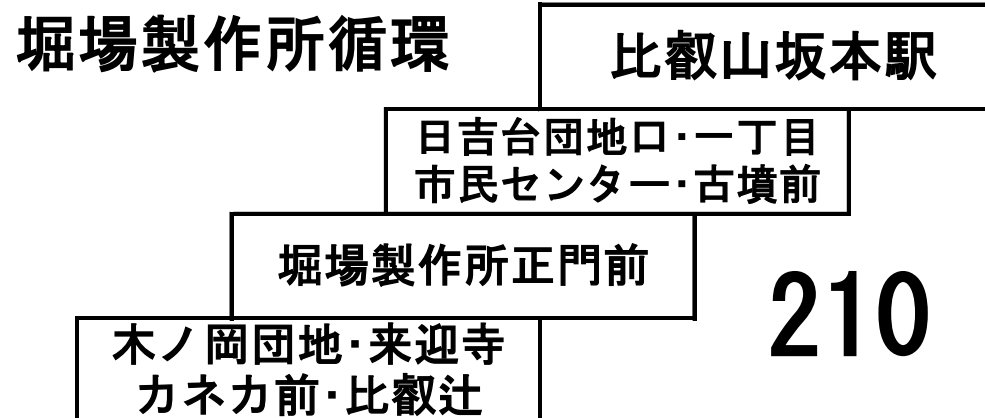 堀場製作所循環
比叡山坂本駅
日吉台団地口･一丁目
市民センター･古墳前
堀場製作所正門前
210
木ノ岡団地･来迎寺
カネカ前･比叡辻